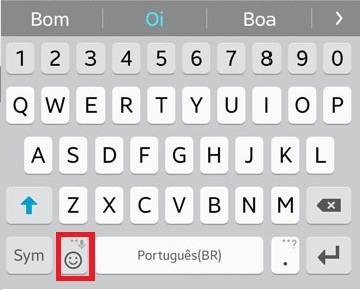 Bom Oi Boa >
1 2 3 4 5 6 7 8 9 0
Q W E R T Y U I O P
A S D F G H J K L
Z X C V B N M
Sym Português(BR) . ?